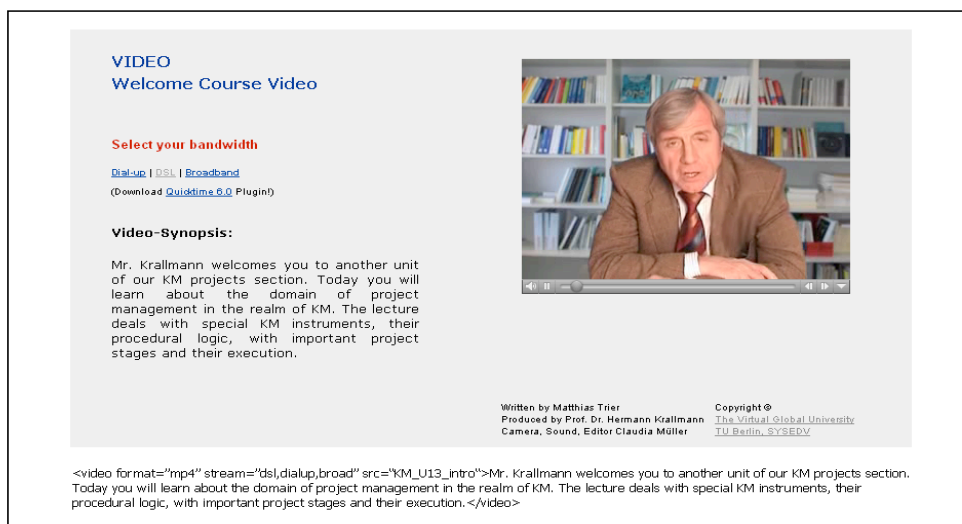 VIDEO
Welcome Course Video
Select your bandwidth
Dial-up | DSL | Broadband
(Download Quicktime 6.0 Plugin!)
Video-Synopsis:
Mr. Krallmann welcomes you to another unit
of our KM projects section. Today you will
learn about the domain of project
management in the realm of KM. The lecture
deals with special KM instruments, their
procedural logic, with important project
stages and their execution.
Written by Matthias Trier
Produced by Prof. Dr. Hermann Krallmann
Camera, Sound, Editor Claudia Müller
Copyright ©
The Virtual Global University
TU Berlin, SYSEDV
<video format="mp4" stream="dsl,dialup,broad" src="KM_U13_intro">Mr. Krallmann welcomes you to another unit of our KM projects section.
Today you will learn about the domain of project management in the realm of KM. The lecture deals with special KM instruments, their
procedural logic, with important project stages and their execution.</video>